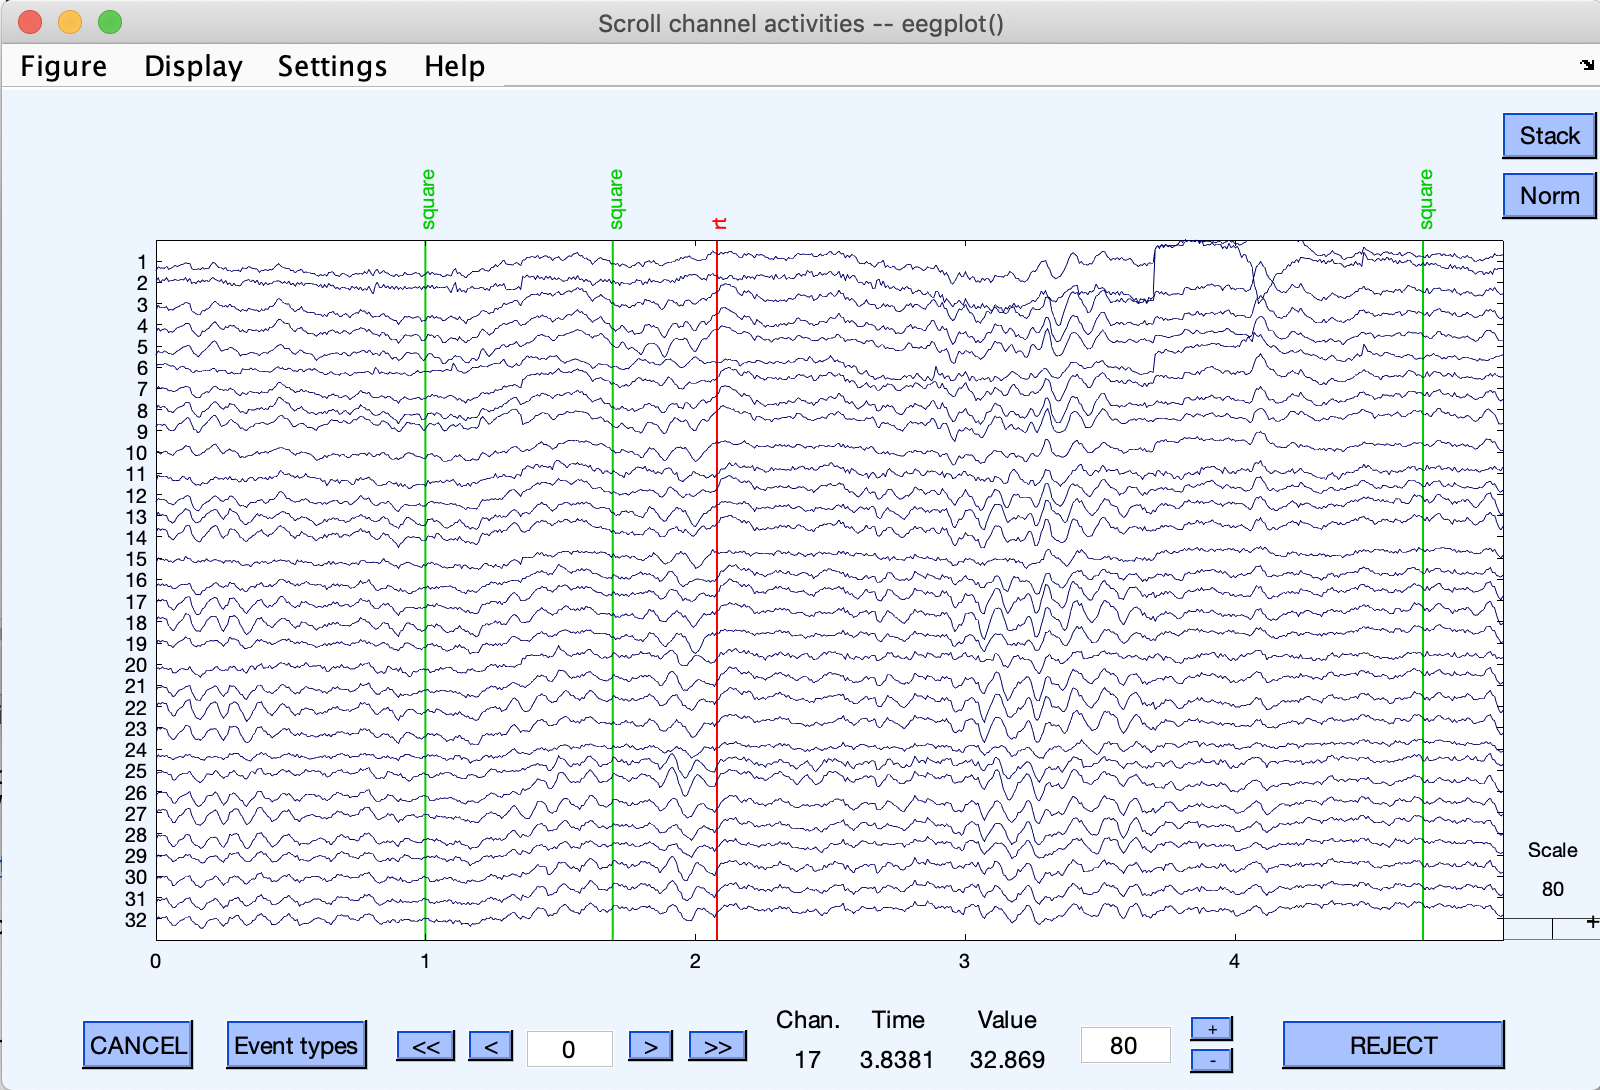 Scroll channel activities -- eegplot()
Figure Display Settings Help
Stack
Norm
square
square
rt
square
1
2
3
4
5
6
7
8
9
10
11
12
13
14
15
16
17
18
19
20
21
22
23
24
25
26
27
28
29
30
31
32
0 1 2 3 4
Scale
80
+
Chan. Time Value
17 3.8381 32.869
CANCEL Event types << < 0 > >> 80 + - REJECT